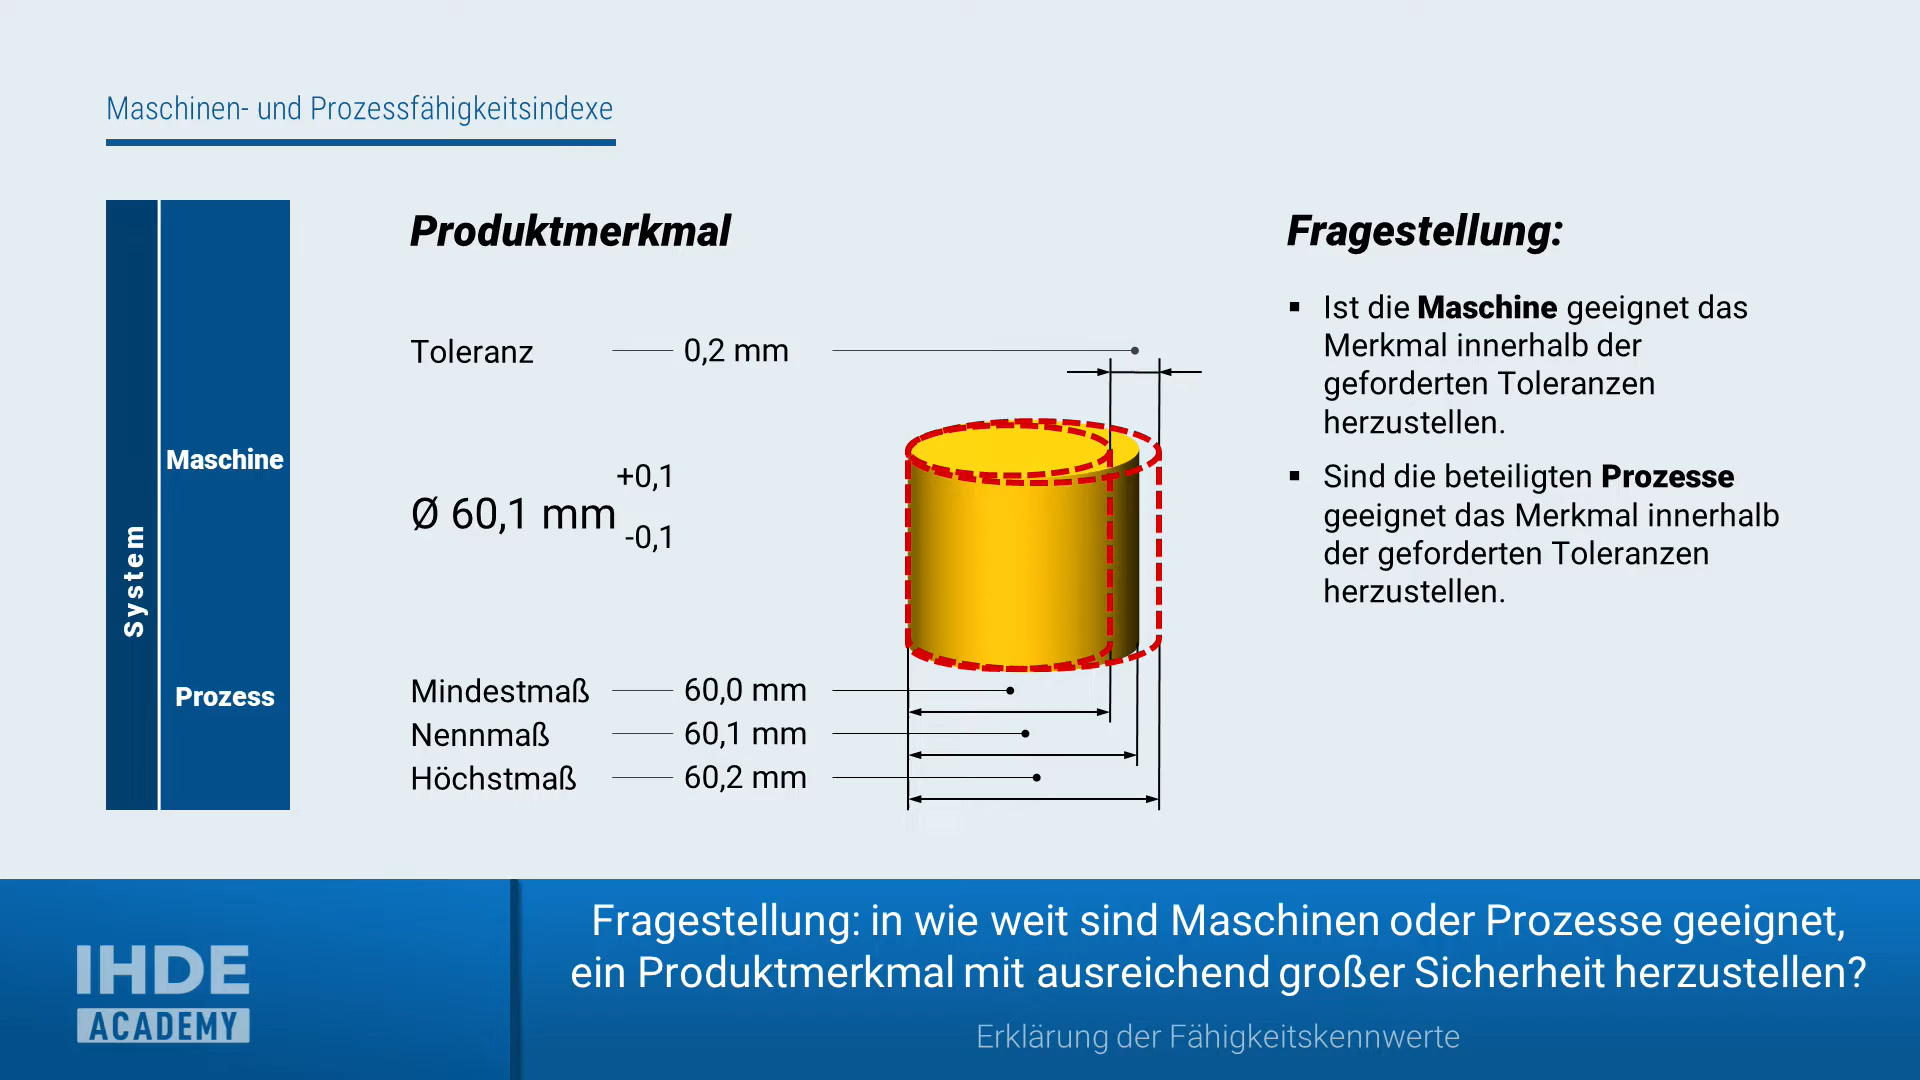 Maschinen- und Prozessfähigkeitsindexe
System
Maschine
Prozess
Produktmerkmal
Toleranz
0,2 mm
+0,1
Ø 60,1 mm
-0,1
Mindestmaß
60,0 mm
Nennmaß
60,1 mm
Höchstmaß
60,2 mm
Fragestellung:
▪ Ist die Maschine geeignet das
Merkmal innerhalb der
geforderten Toleranzen
herzustellen.
▪ Sind die beteiligten Prozesse
geeignet das Merkmal innerhalb
der geforderten Toleranzen
herzustellen.
IHDE
ACADEMY
Fragestellung: in wie weit sind Maschinen oder Prozesse geeignet,
ein Produktmerkmal mit ausreichend großer Sicherheit herzustellen?
Erklärung der Fähigkeitskennwerte